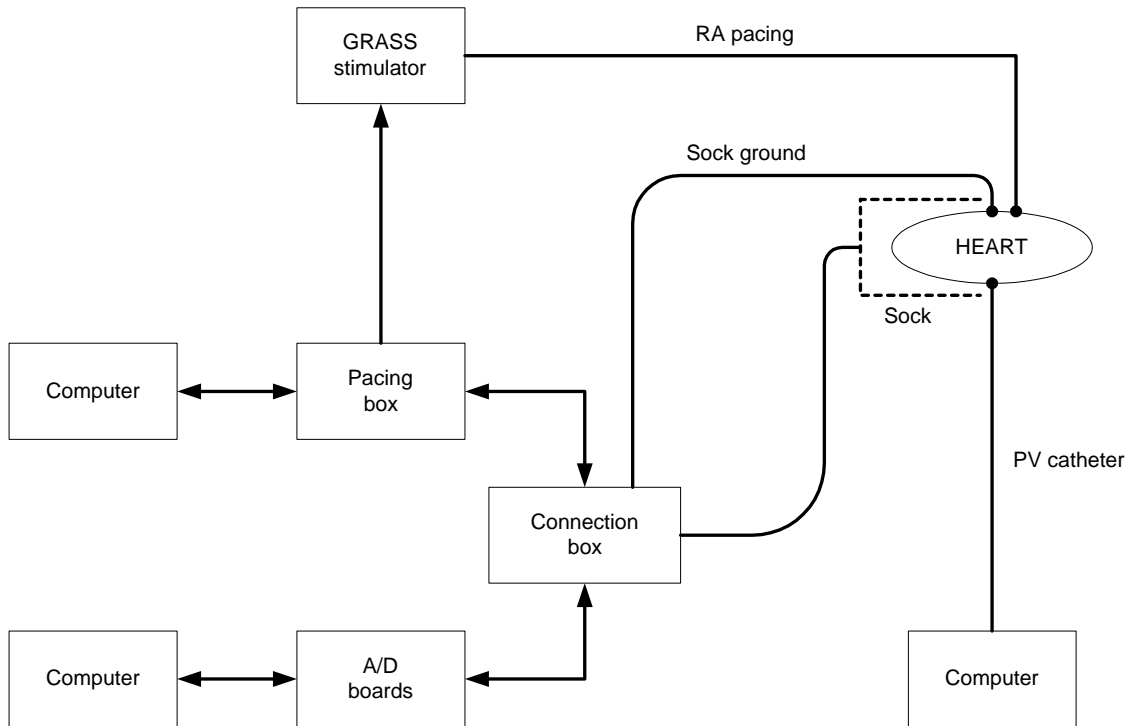 GRASS
stimulator
RA pacing
Sock ground
HEART
Sock
Computer
Pacing
box
PV catheter
Connection
box
Computer
A/D
boards
Computer